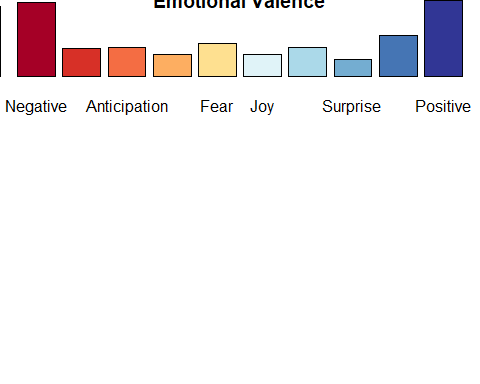 Emotional Valence
Negative Anticipation Fear Joy Surprise Positive